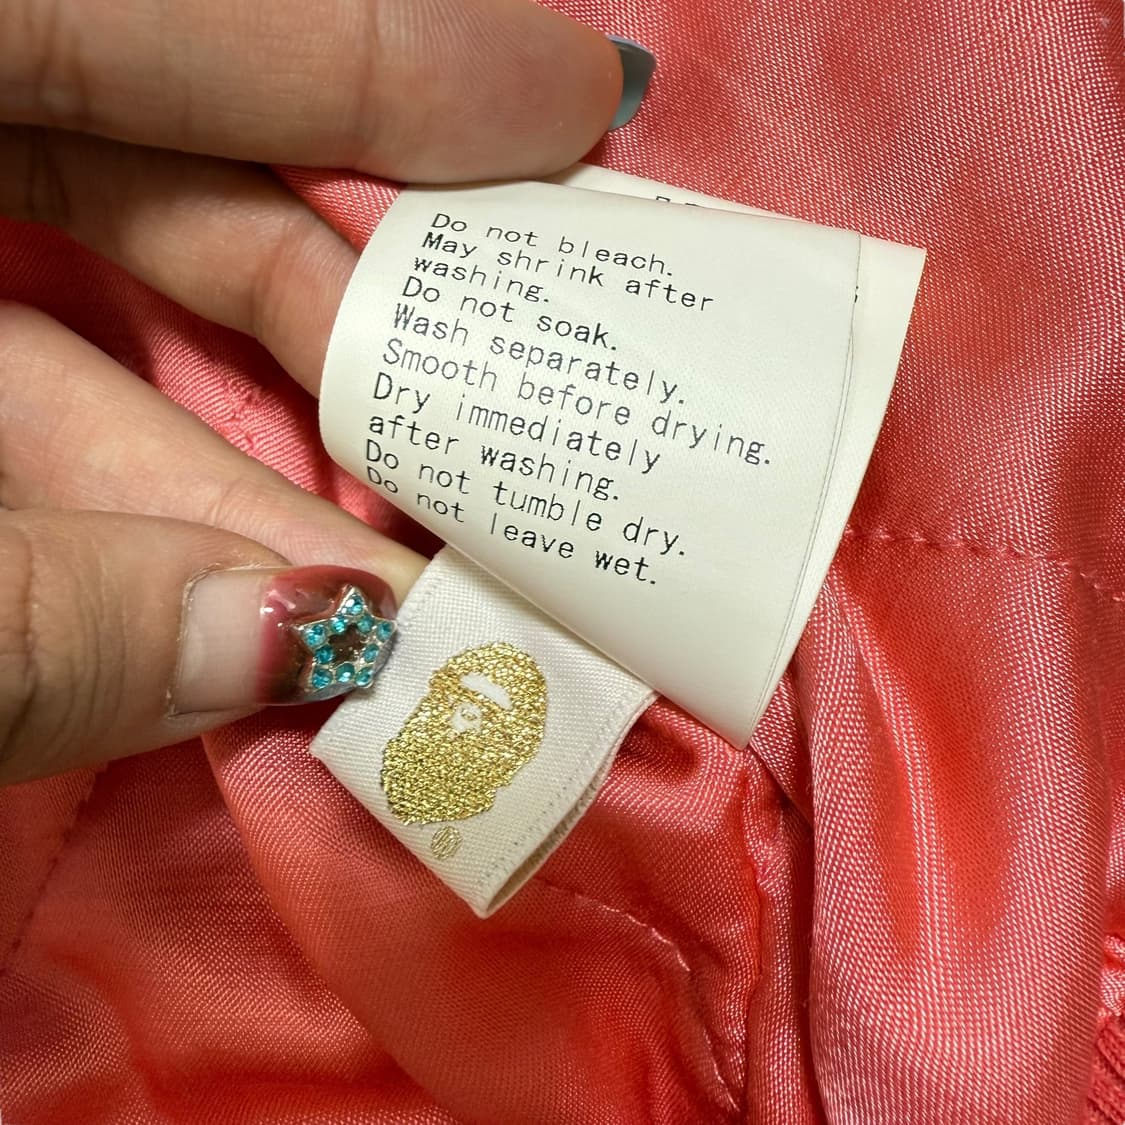 Do not bleach.
May shrink after
washing.
Do not soak.
Wash separately.
Smooth before drying.
Dry immediately
after washing.
Do not tumble dry.
Do not leave wet.
®